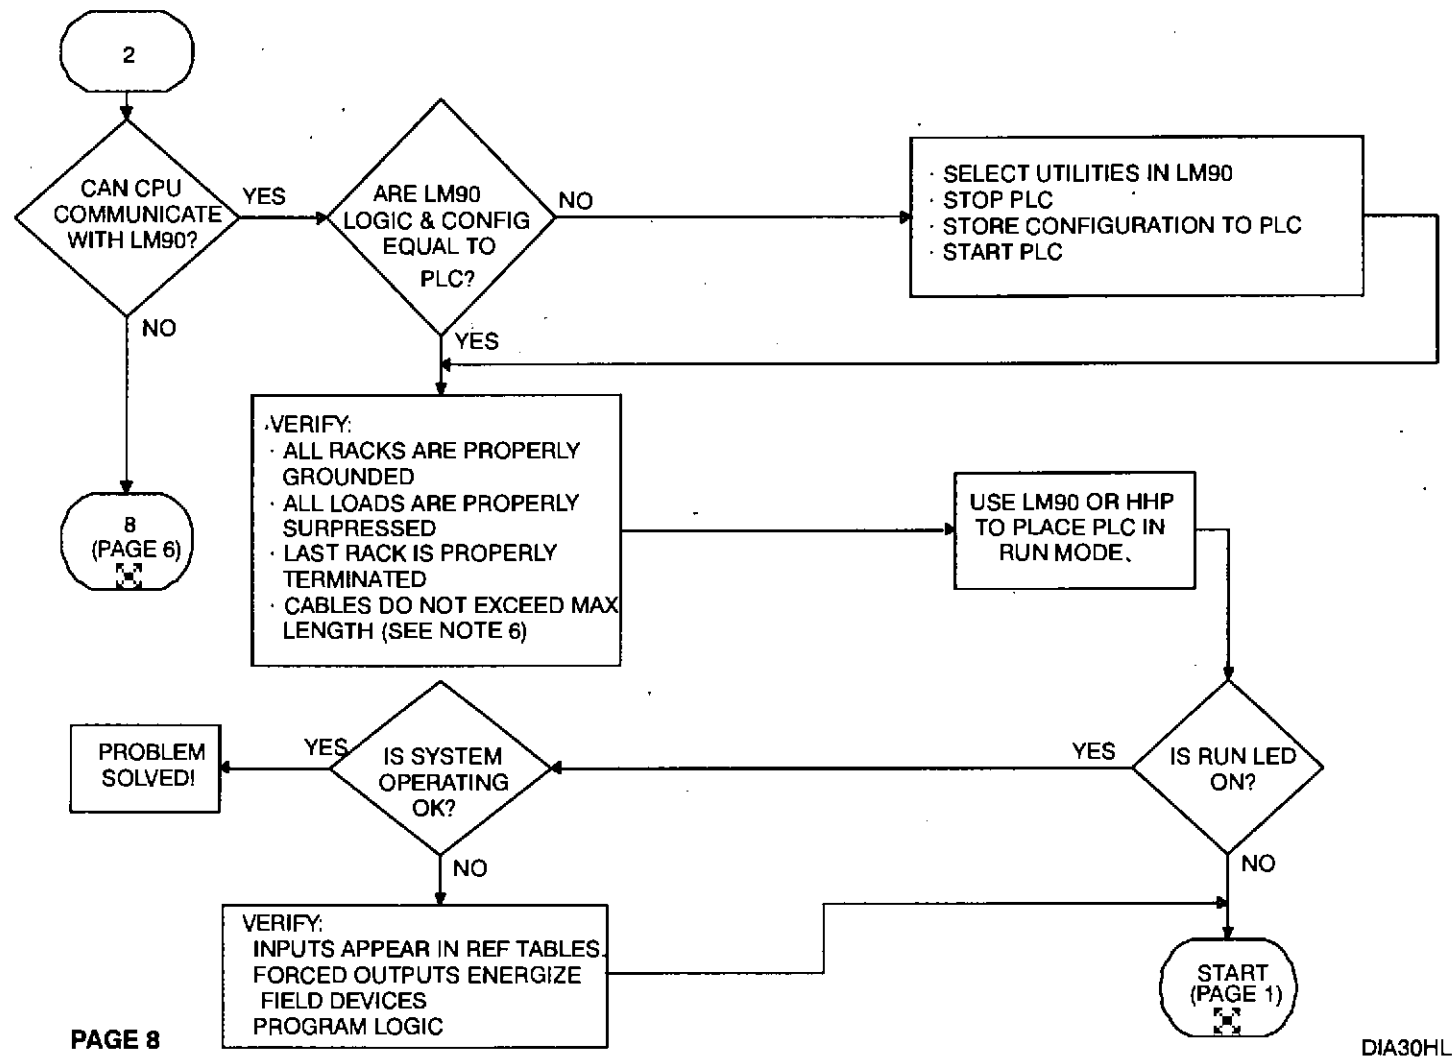 2
CAN CPU
COMMUNICATE
WITH LM90?
YES
NO
8
(PAGE 6)
ARE LM90
LOGIC & CONFIG
EQUAL TO
PLC?
NO
YES
· SELECT UTILITIES IN LM90
· STOP PLC
· STORE CONFIGURATION TO PLC
· START PLC
VERIFY:
· ALL RACKS ARE PROPERLY
GROUNDED
· ALL LOADS ARE PROPERLY
SURPRESSED
· LAST RACK IS PROPERLY
TERMINATED
· CABLES DO NOT EXCEED MAX
LENGTH (SEE NOTE 6)
USE LM90 OR HHP
TO PLACE PLC IN
RUN MODE.
IS RUN LED
ON?
YES
NO
IS SYSTEM
OPERATING
OK?
YES
NO
PROBLEM
SOLVED!
VERIFY:
INPUTS APPEAR IN REF TABLES.
FORCED OUTPUTS ENERGIZE
FIELD DEVICES
PROGRAM LOGIC
START
(PAGE 1)
PAGE 8
DIA30HL